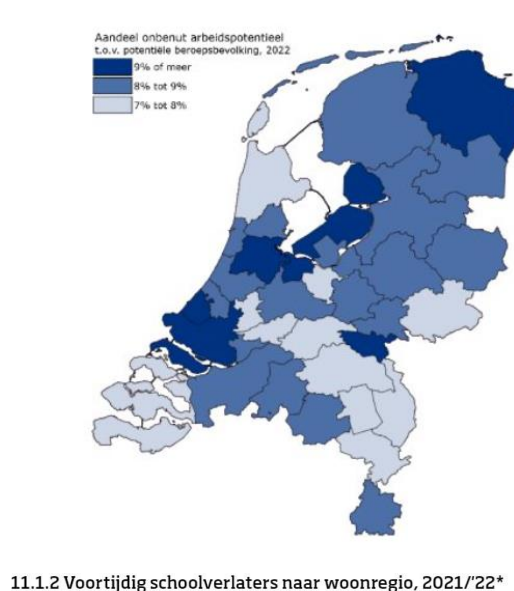 Aandeel onbenut arbeidspotentieel
t.o.v. potentiële beroepsbevolking, 2022
9% of meer
8% tot 9%
7% tot 8%
11.1.2 Voortijdig schoolverlaters naar woonregio, 2021/'22*